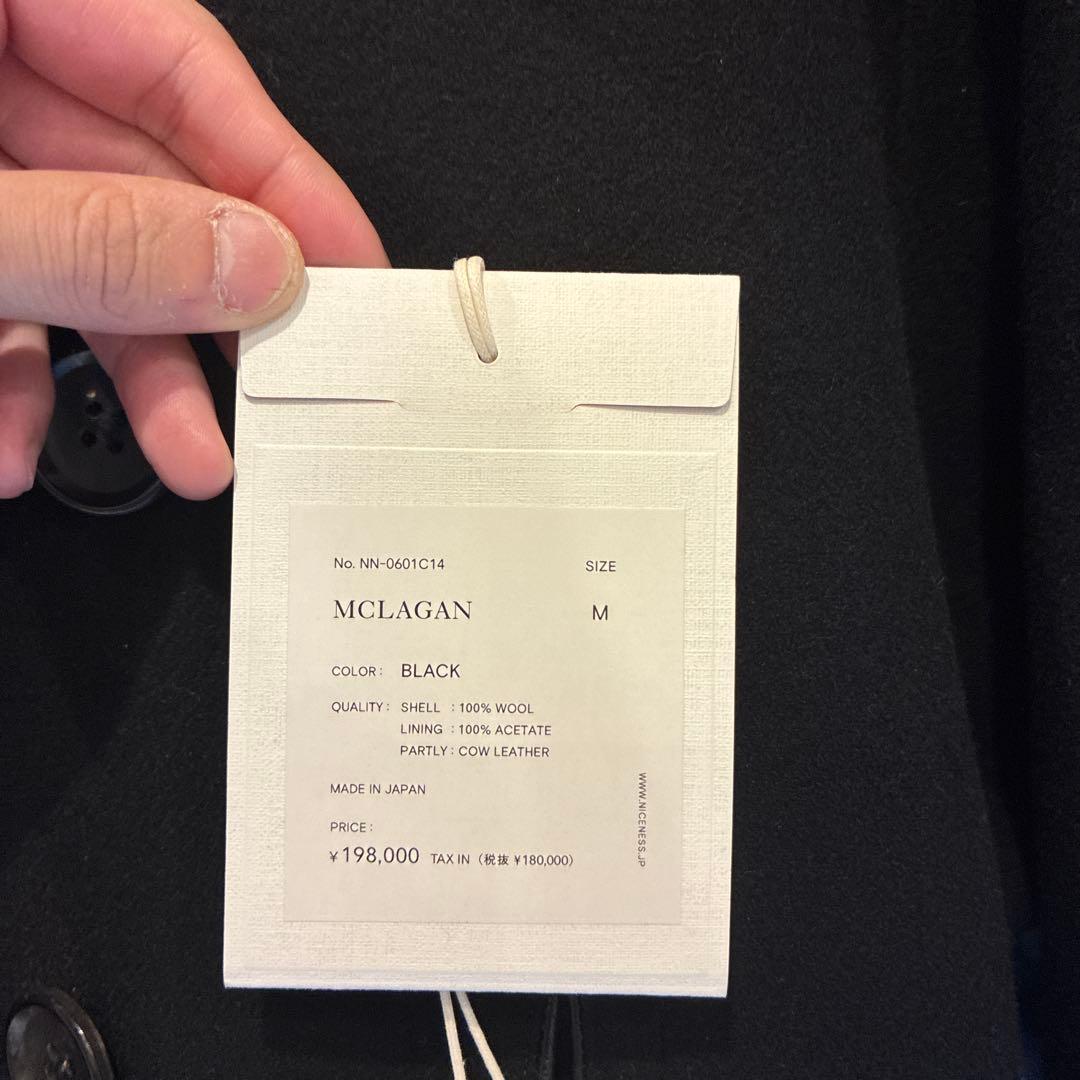 No. NN-0601C14 SIZE
MCLAGAN M
COLOR : BLACK
QUALITY : SHELL : 100% WOOL
LINING : 100% ACETATE
PARTLY : COW LEATHER
MADE IN JAPAN
PRICE :
¥198,000 TAX IN (税抜 ¥180,000)
WWW.NICENESS.JP